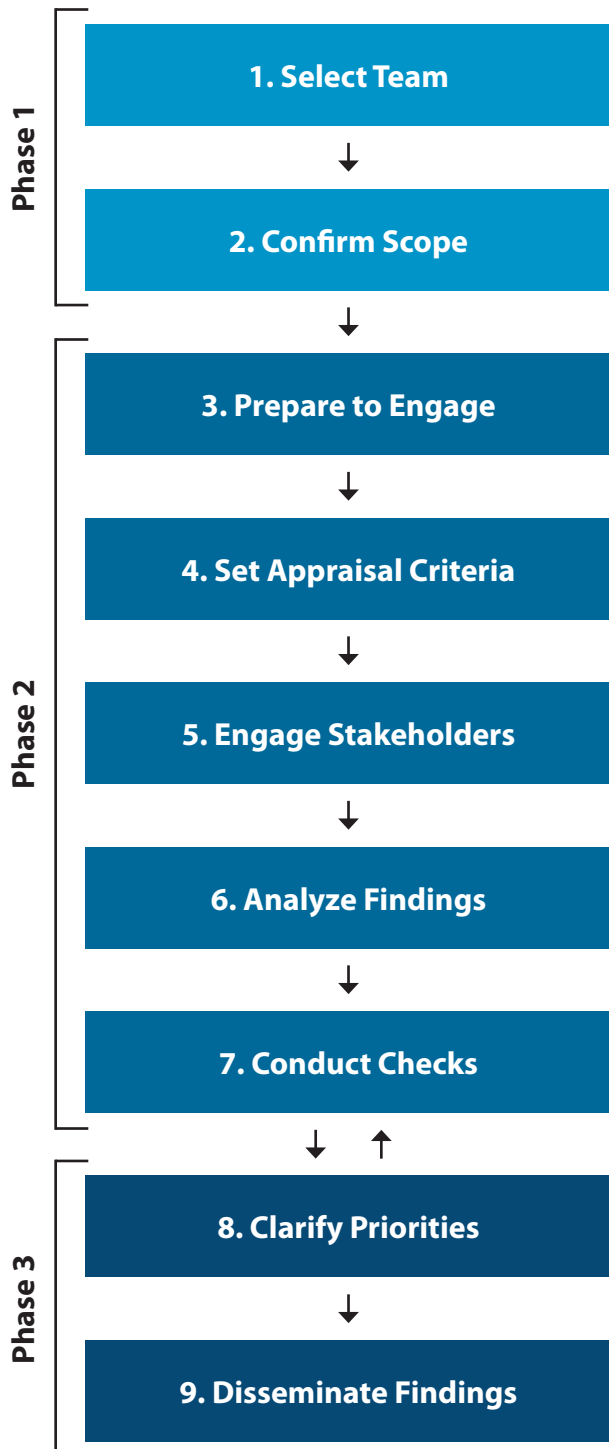 Phase 1
1. Select Team
2. Confirm Scope
Phase 2
3. Prepare to Engage
4. Set Appraisal Criteria
5. Engage Stakeholders
6. Analyze Findings
7. Conduct Checks
Phase 3
8. Clarify Priorities
9. Disseminate Findings